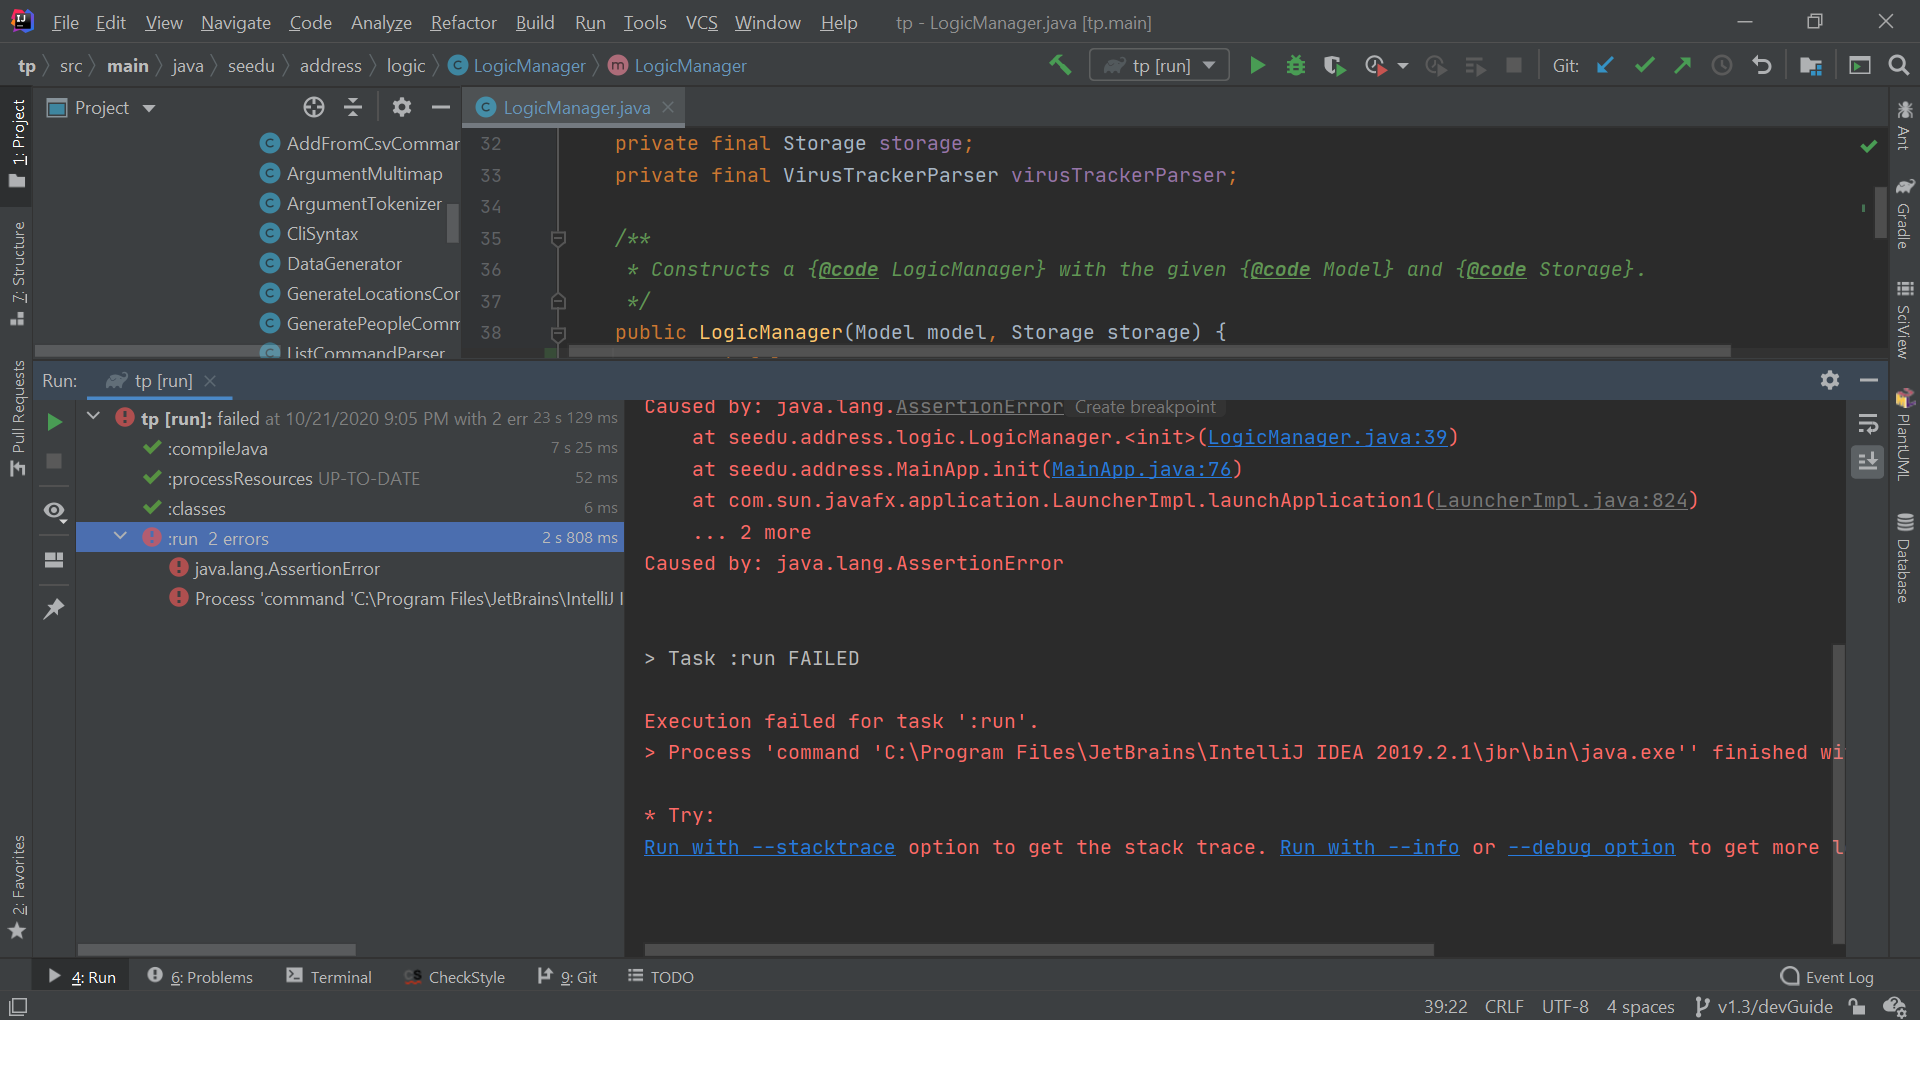 File Edit View Navigate Code Analyze Refactor Build Run Tools VCS Window Help tp - LogicManager.java [tp.main]
tp src main java seedu address logic LogicManager LogicManager tp [run] Git:
Project
LogicManager.java
1: Project
7: Structure
Pull Requests
2: Favorites
AddFromCsvComman
ArgumentMultimap
ArgumentTokenizer
CliSyntax
DataGenerator
GenerateLocationsCor
GeneratePeopleComm
ListCommandParser
32 private final Storage storage;
33 private final VirusTrackerParser virusTrackerParser;
34
35 /**
36 * Constructs a {@code LogicManager} with the given {@code Model} and {@code Storage}.
37 */
38 public LogicManager(Model model, Storage storage) {
Ant
Gradle
SciView
PlantUML
Database
Run: tp [run]
tp [run]: failed at 10/21/2020 9:05 PM with 2 err 23 s 129 ms
:compileJava 7 s 25 ms
:processResources UP-TO-DATE 52 ms
:classes 6 ms
:run 2 errors 2 s 808 ms
java.lang.AssertionError
Process 'command 'C:\Program Files\JetBrains\IntelliJ I
Caused by: java.lang.AssertionError Create breakpoint
at seedu.address.logic.LogicManager.<init>(LogicManager.java:39)
at seedu.address.MainApp.init(MainApp.java:76)
at com.sun.javafx.application.LauncherImpl.launchApplication1(LauncherImpl.java:824)
... 2 more
Caused by: java.lang.AssertionError
> Task :run FAILED
Execution failed for task ':run'.
> Process 'command 'C:\Program Files\JetBrains\IntelliJ IDEA 2019.2.1\jbr\bin\java.exe'' finished wi
* Try:
Run with --stacktrace option to get the stack trace. Run with --info or --debug option to get more l
4: Run 6: Problems Terminal CheckStyle 9: Git TODO Event Log
39:22 CRLF UTF-8 4 spaces v1.3/devGuide